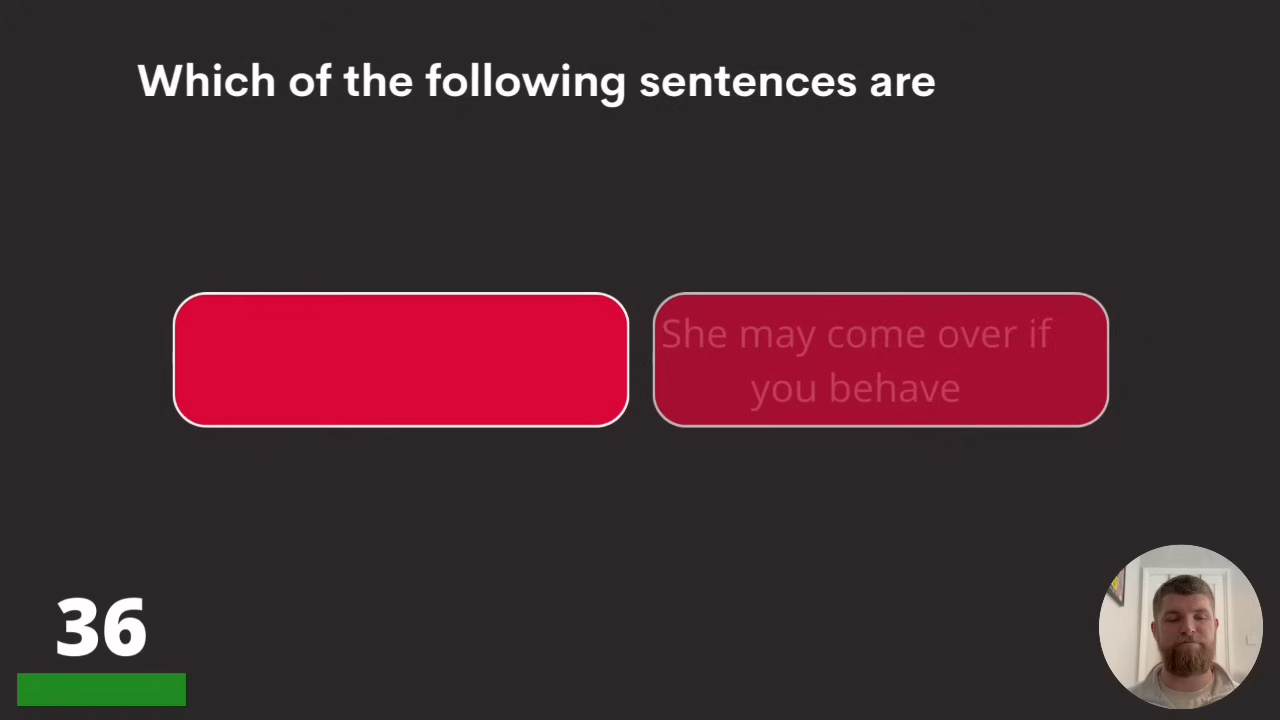 Which of the following sentences are
She may come over if
you behave
36